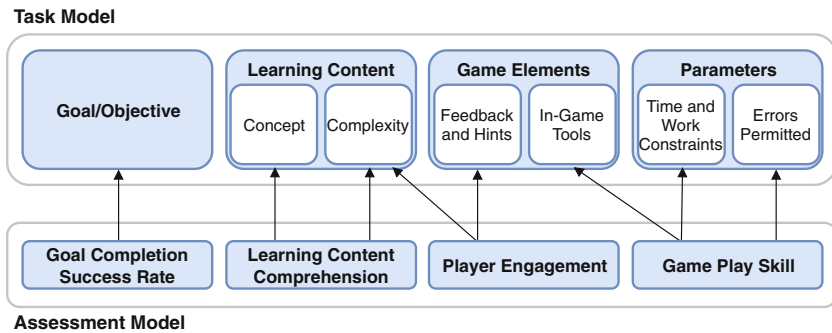 Task Model
Goal/Objective
Learning Content
Concept
Complexity
Game Elements
Feedback
and Hints
In-Game
Tools
Parameters
Time and
Work
Constraints
Errors
Permitted
Goal Completion
Success Rate
Learning Content
Comprehension
Player Engagement
Game Play Skill
Assessment Model